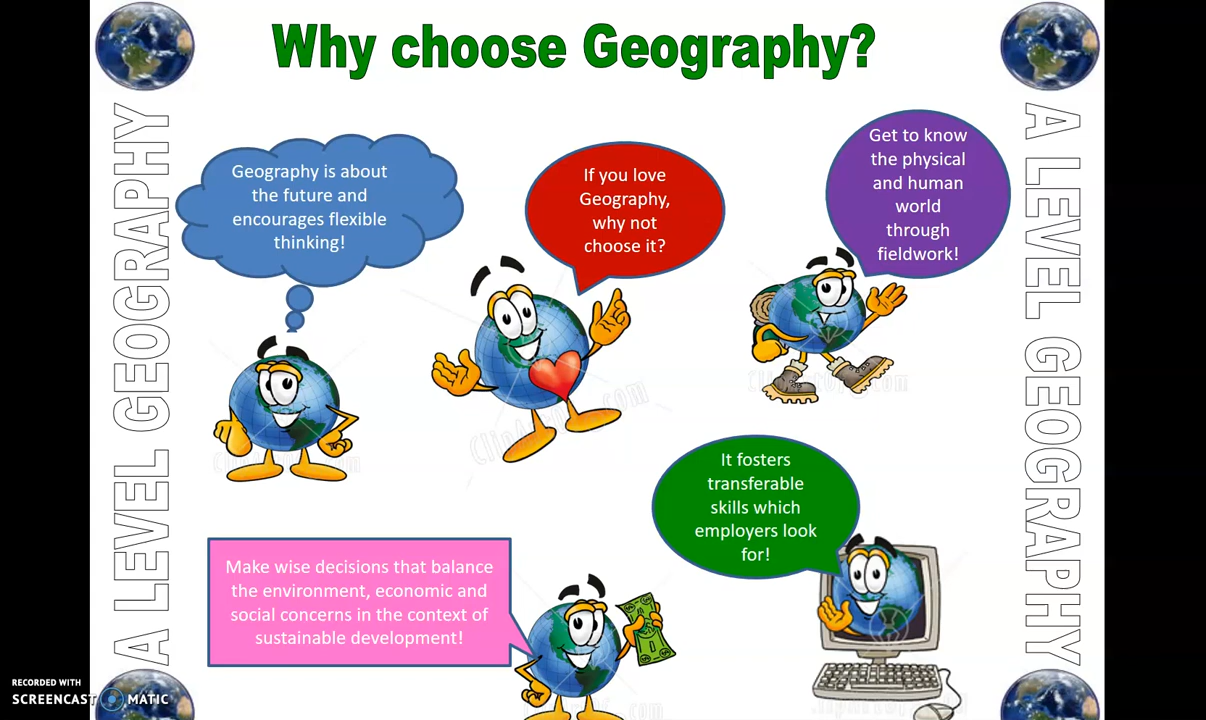 Why choose Geography?
A LEVEL GEOGRAPHY
Geography is about
the future and
encourages flexible
thinking!
If you love
Geography,
why not
choose it?
Get to know
the physical
and human
world
through
fieldwork!
A LEVEL GEOGRAPHY
It fosters
transferable
skills which
employers look
for!
Make wise decisions that balance
the environment, economic and
social concerns in the context of
sustainable development!
RECORDED WITH
SCREENCAST MATIC